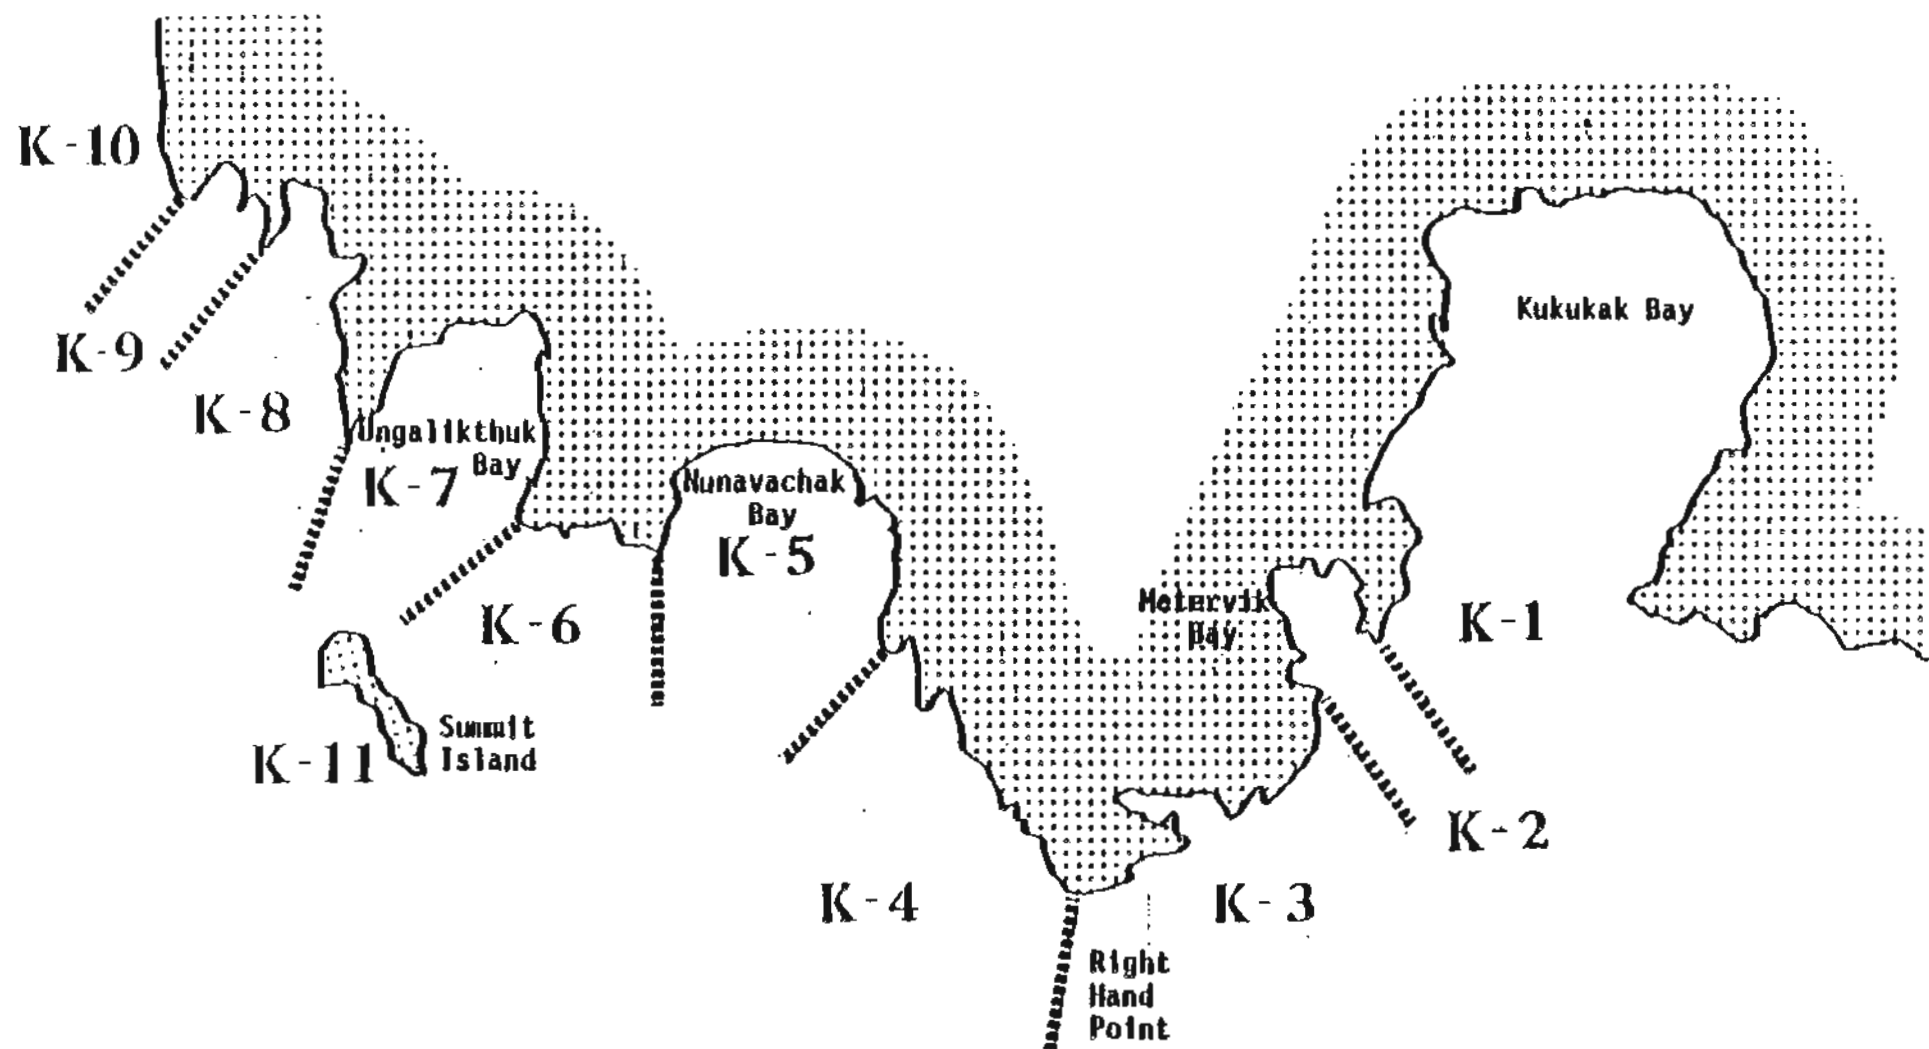 K-10
Kukukak Bay
K-9
K-8
Ungalikthuk
Bay
K-7
Nunavachak
Bay
K-5
K-6
Metervik
Bay
K-1
Summit
Island
K-11
K-2
K-4
K-3
Right
Hand
Point